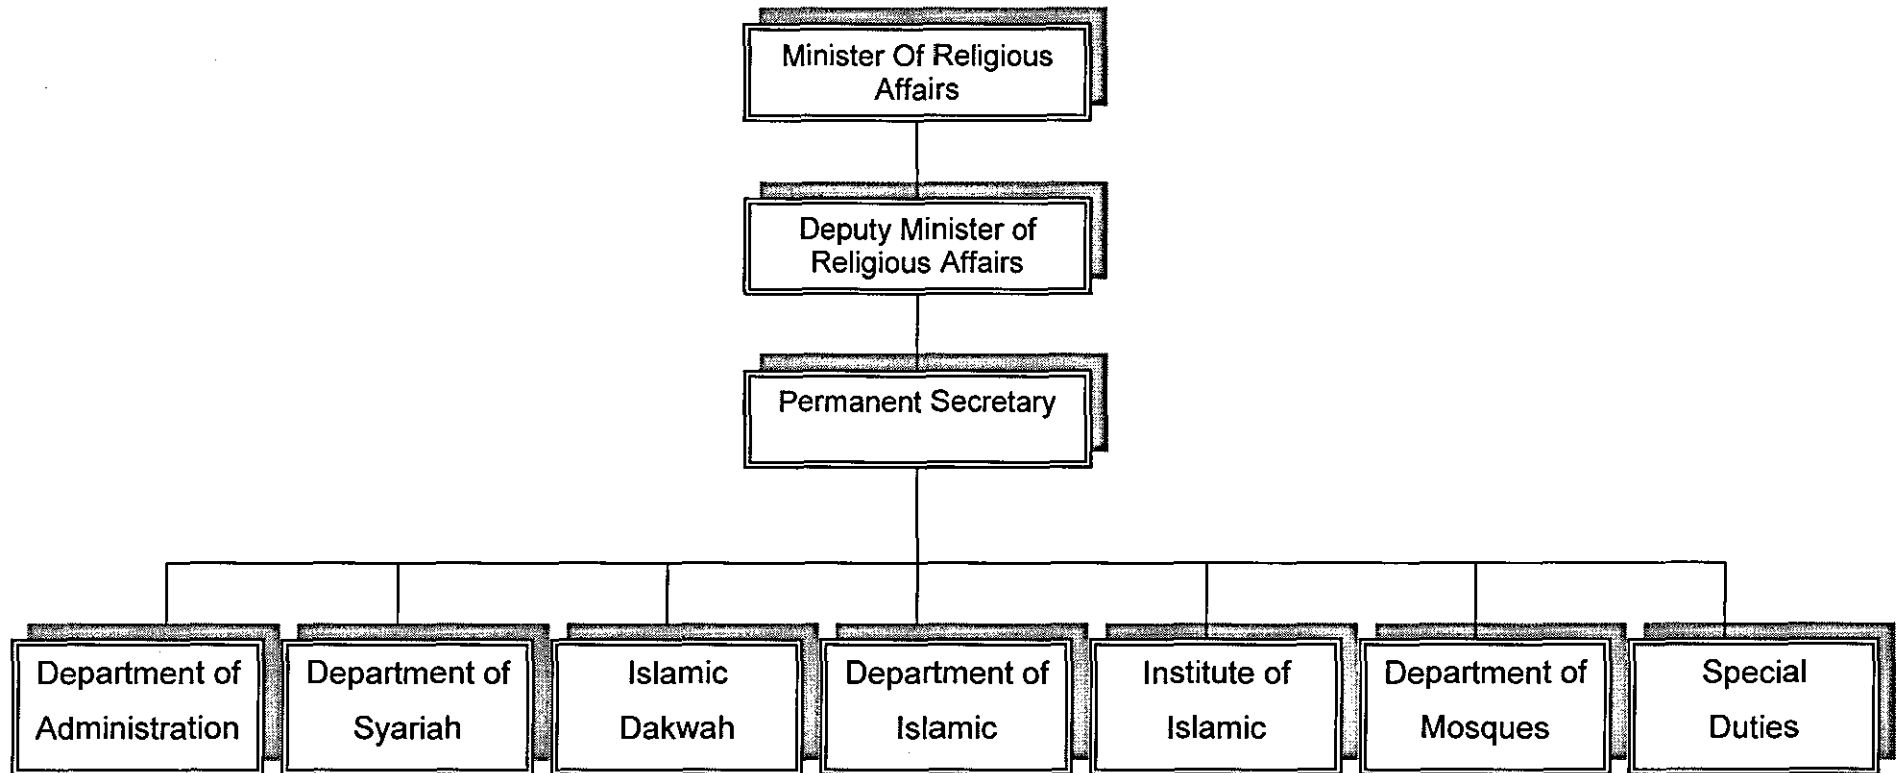 Minister Of Religious
Affairs
Deputy Minister of
Religious Affairs
Permanent Secretary
Department of
Administration
Department of
Syariah
Islamic
Dakwah
Department of
Islamic
Institute of
Islamic
Department of
Mosques
Special
Duties